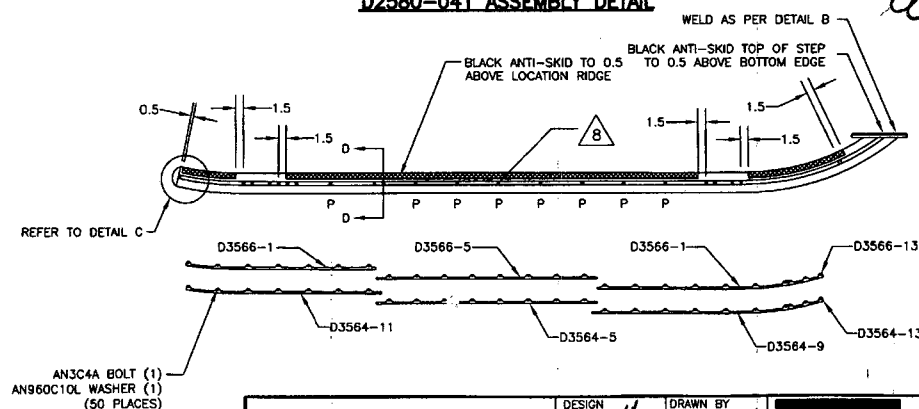 D2580-041 ASSEMBLY DETAIL
WELD AS PER DETAIL B
BLACK ANTI-SKID TO 0.5
ABOVE LOCATION RIDGE
BLACK ANTI-SKID TOP OF STEP
TO 0.5 ABOVE BOTTOM EDGE
0.5
1.5
1.5
8
1.5
1.5
1.5
D
D
P P P P P P P P
REFER TO DETAIL C
D3566-1
D3566-5
D3566-1
D3566-13
D3564-11
D3564-5
D3564-9
D3564-13
AN3C4A BOLT (1)
AN960C10L WASHER (1)
(50 PLACES)
DESIGN
DRAWN BY